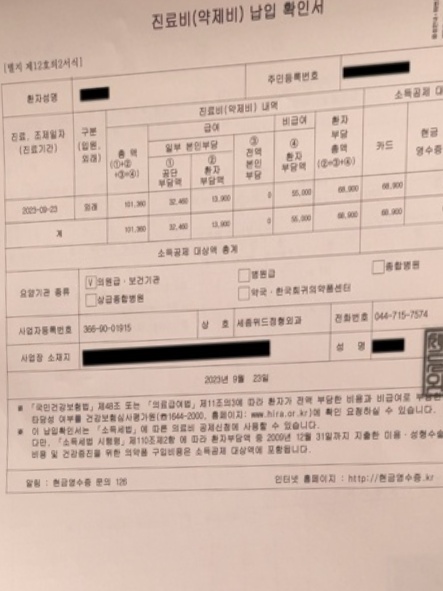 진료비(약제비) 납입 확인서
[별지 제12호의2서식]
환자성명
주민등록번호
진료비(약제비) 내역
소득공제 대
진료, 조제일자
(진료기간)
구분
(입원,
외래)
총 액
(①+②
+③+④)
급여
비급여
일부 본인부담
①
공단
부담액
②
환자
부담액
③
전액
본인
부담
④
환자
부담액
환자
부담
총액
(②+③+④)
카드
현금
영수증
2023-09-23 외래 101,360 32,460 13,900 0 55,000 68,900 68,900
계 101,360 32,460 13,900 0 55,000 68,900 68,900
소득공제 대상액 총계
요양기관 종류
V 의원급 · 보건기관
병원급
종합병원
상급종합병원
약국 · 한국희귀의약품센터
사업자등록번호 366-90-01915 상 호 세종위드정형외과 전화번호 044-715-7574
사업장 소재지 성 명
2023년 9월 23일
※ 「국민건강보험법」 제48조 또는 「의료급여법」 제11조의3에 따라 환자가 전액 부담한 비용과 비급여로 부담한
타당성 여부를 건강보험심사평가원(☎1644-2000, 홈페이지: www.hira.or.kr)에 확인 요청하실 수 있습니다.
※ 이 납입확인서는 「소득세법」에 따른 의료비 공제신청에 사용할 수 있습니다.
다만, 「소득세법 시행령」 제110조제2항 에 따라 환자부담액 중 2009년 12월 31일까지 지출한 미용·성형수술
비용 및 건강증진을 위한 의약품 구입비용은 소득공제 대상액에 포함됩니다.
알림 : 현금영수증 문의 126
인터넷 홈페이지 : http://현금영수증.kr